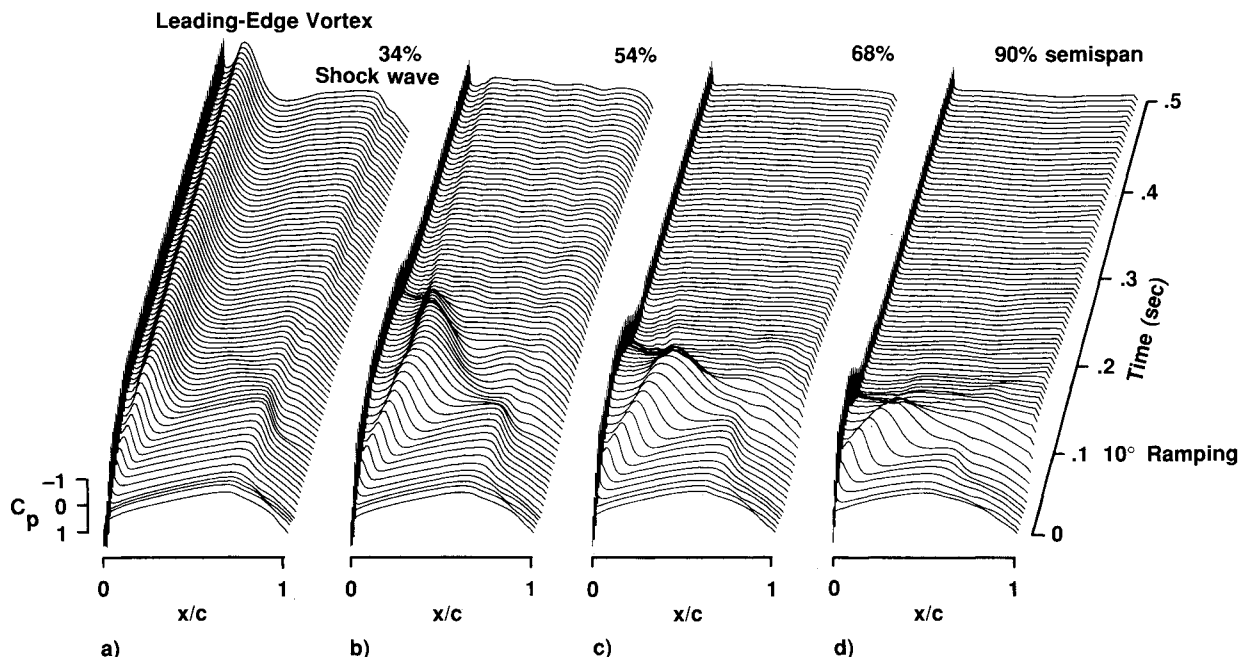 Leading-Edge Vortex
34%
Shock wave
54%
68%
90% semispan
.5
.4
.3
.2
.1
0
Time (sec)
10° Ramping
Cp
−1
0
1
0 1
x/c
0 1
x/c
0 1
x/c
0 1
x/c
a)
b)
c)
d)